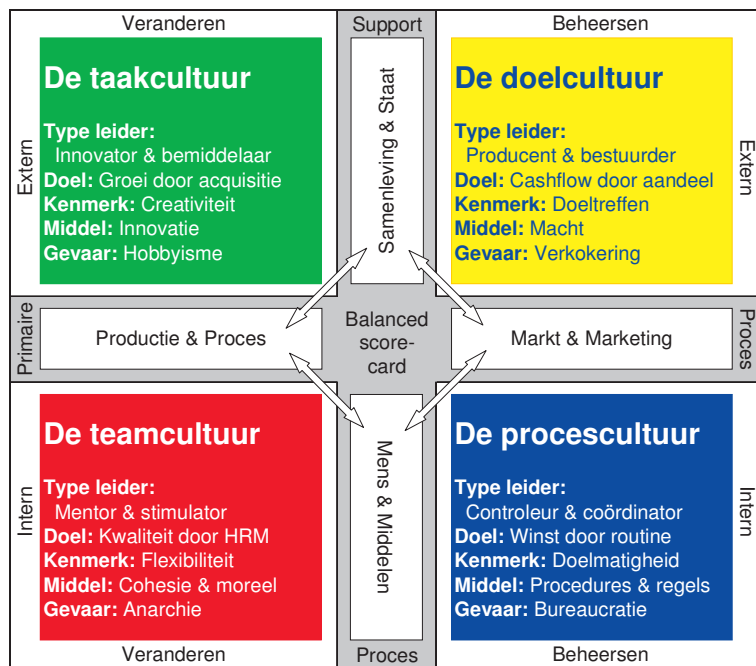 Veranderen
Support
Beheersen
De taakcultuur
Type leider:
Innovator & bemiddelaar
Doel: Groei door acquisitie
Kenmerk: Creativiteit
Middel: Innovatie
Gevaar: Hobbyisme
Extern
Samenleving & Staat
De doelcultuur
Type leider:
Producent & bestuurder
Doel: Cashflow door aandeel
Kenmerk: Doeltreffen
Middel: Macht
Gevaar: Verkokering
Extern
Primaire
Productie & Proces
Balanced
score-
card
Markt & Marketing
Proces
De teamcultuur
Type leider:
Mentor & stimulator
Doel: Kwaliteit door HRM
Kenmerk: Flexibiliteit
Middel: Cohesie & moreel
Gevaar: Anarchie
Intern
Mens & Middelen
De procescultuur
Type leider:
Controleur & coördinator
Doel: Winst door routine
Kenmerk: Doelmatigheid
Middel: Procedures & regels
Gevaar: Bureaucratie
Intern
Veranderen
Proces
Beheersen